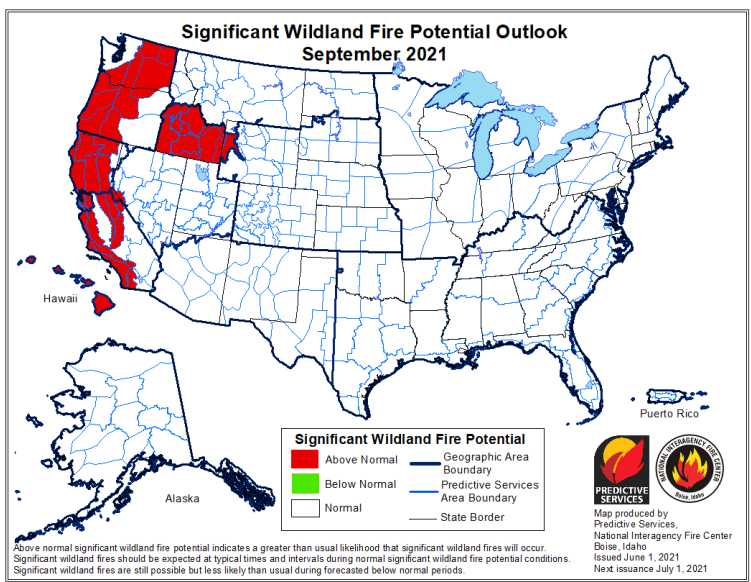 Significant Wildland Fire Potential Outlook
September 2021
Hawaii
Alaska
Puerto Rico
Significant Wildland Fire Potential
Above Normal
Below Normal
Normal
Geographic Area
Boundary
Predictive Services
Area Boundary
State Border
PREDICTIVE
SERVICES
NATIONAL INTERAGENCY FIRE CENTER
Boise, Idaho
Map produced by
Predictive Services,
National Interagency Fire Center
Boise, Idaho
Issued June 1, 2021
Next issuance July 1, 2021
Above normal significant wildland fire potential indicates a greater than usual likelihood that significant wildland fires will occur.
Significant wildland fires should be expected at typical times and intervals during normal significant wildland fire potential conditions.
Significant wildland fires are still possible but less likely than usual during forecasted below normal periods.